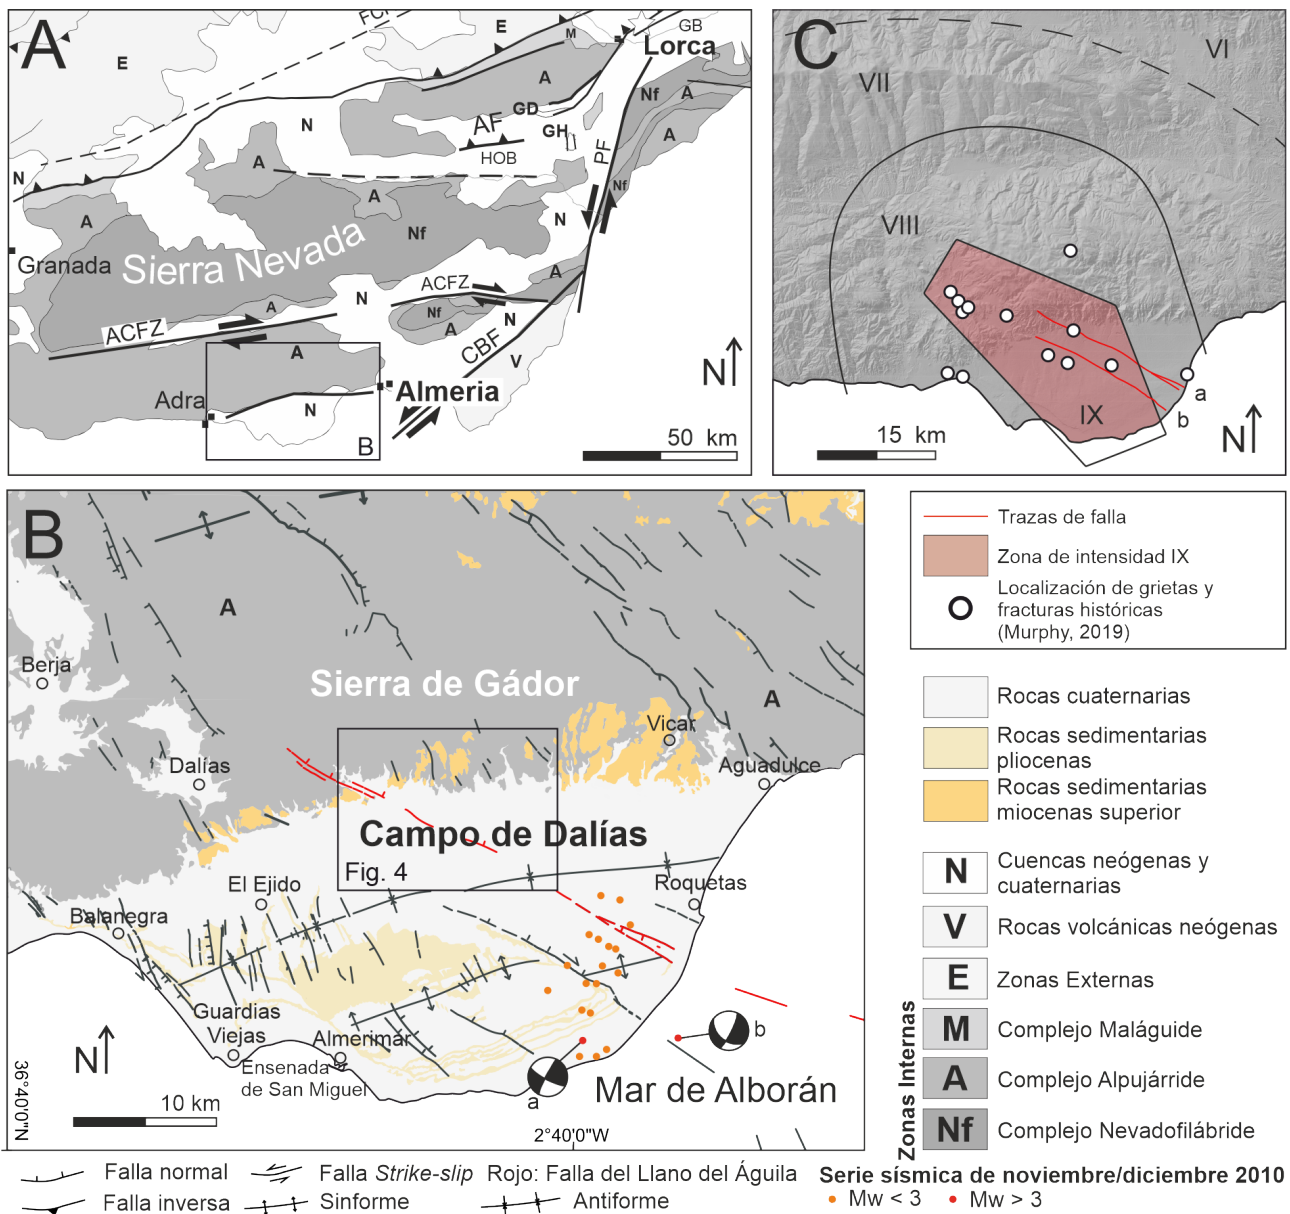 A
FCF
E
E
M
GB
Lorca
A
Nf
A
GD
N
AF
GH
A
HOB
PF
A
N
A
Nf
A
Nf
N
Granada
Sierra Nevada
ACFZ
A
N
A
ACFZ
A
Nf
N
A
CBF
V
A
Adra
N
Almeria
B
N
50 km
C
VI
VII
VIII
IX
a
b
N
15 km
B
A
Berja
Sierra de Gádor
A
Vicar
Dalías
Aguadulce
Campo de Dalías
Fig. 4
El Ejido
Roquetas
Balanegra
Guardias
Viejas
Almerimar
Ensenada
de San Miguel
a
b
Mar de Alborán
N
10 km
36°40'0"N
2°40'0"W
Trazas de falla
Zona de intensidad IX
Localización de grietas y
fracturas históricas
(Murphy, 2019)
Rocas cuaternarias
Rocas sedimentarias
pliocenas
Rocas sedimentarias
miocenas superior
N Cuencas neógenas y
cuaternarias
V Rocas volcánicas neógenas
E Zonas Externas
Zonas Internas
M Complejo Maláguide
A Complejo Alpujárride
Nf Complejo Nevadofilábride
Falla normal
Falla Strike-slip
Rojo: Falla del Llano del Águila
Falla inversa
Sinforme
Antiforme
Serie sísmica de noviembre/diciembre 2010
Mw < 3
Mw > 3